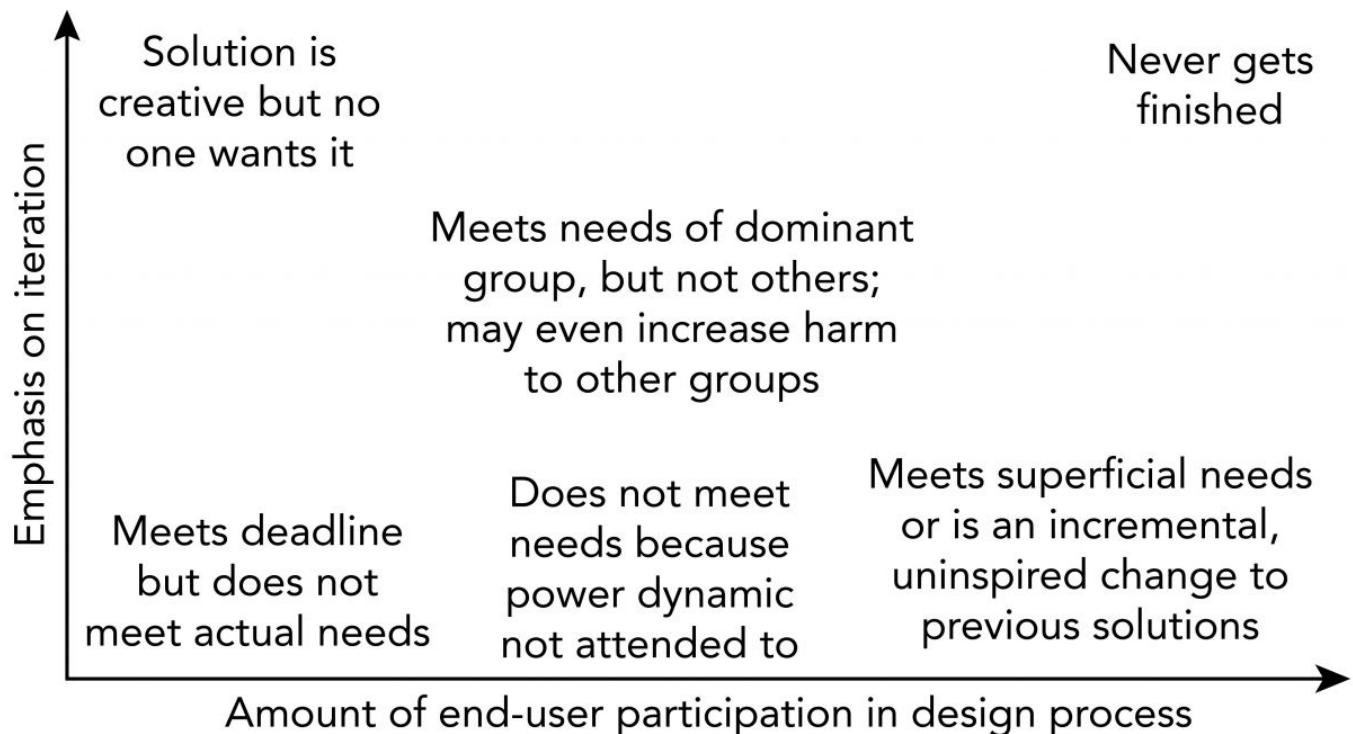 Solution is
creative but no
one wants it
Never gets
finished
Meets needs of dominant
group, but not others;
may even increase harm
to other groups
Meets deadline
but does not
meet actual needs
Does not meet
needs because
power dynamic
not attended to
Meets superficial needs
or is an incremental,
uninspired change to
previous solutions
Emphasis on iteration
Amount of end-user participation in design process